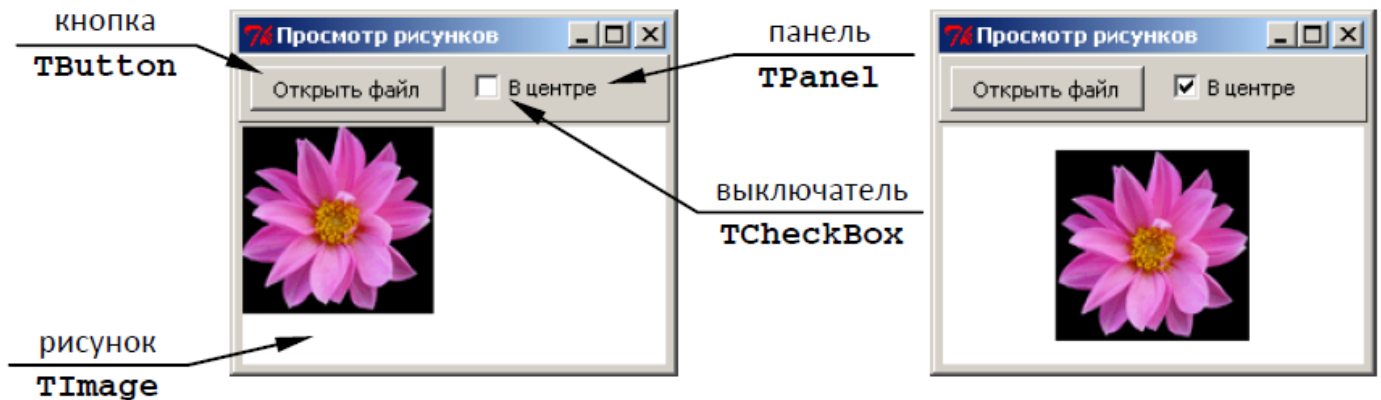 кнопка
TButton
Просмотр рисунков
Открыть файл
В центре
панель
TPanel
выключатель
TCheckBox
рисунок
TImage
Просмотр рисунков
Открыть файл
В центре